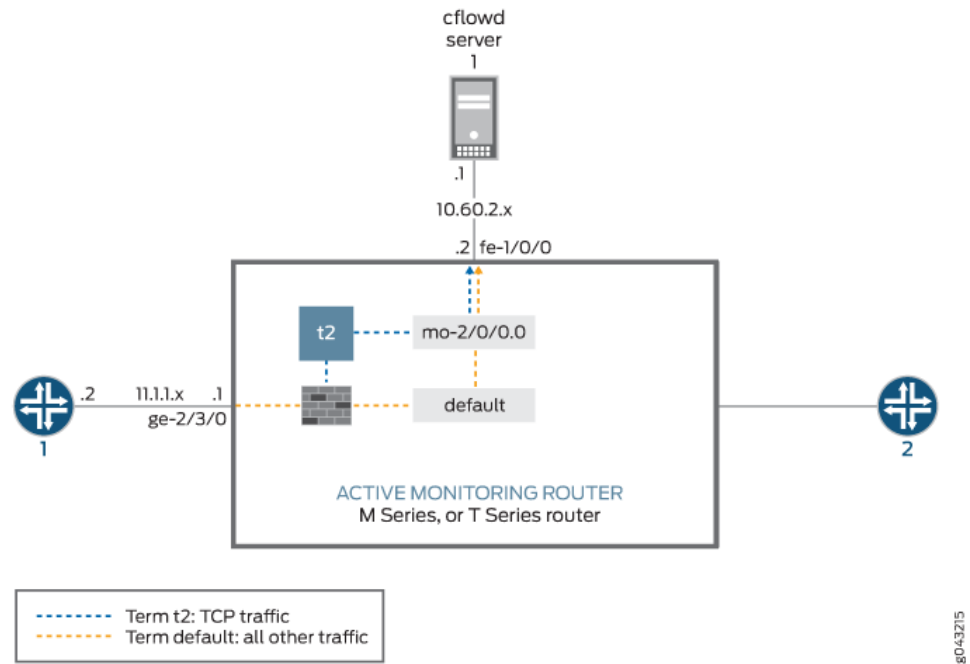 cflowd
server
1
.1
10.60.2.x
.2 fe-1/0/0
t2
mo-2/0/0.0
.2 11.1.1.x .1
ge-2/3/0
default
1
2
ACTIVE MONITORING ROUTER
M Series, or T Series router
Term t2: TCP traffic
Term default: all other traffic
g043215